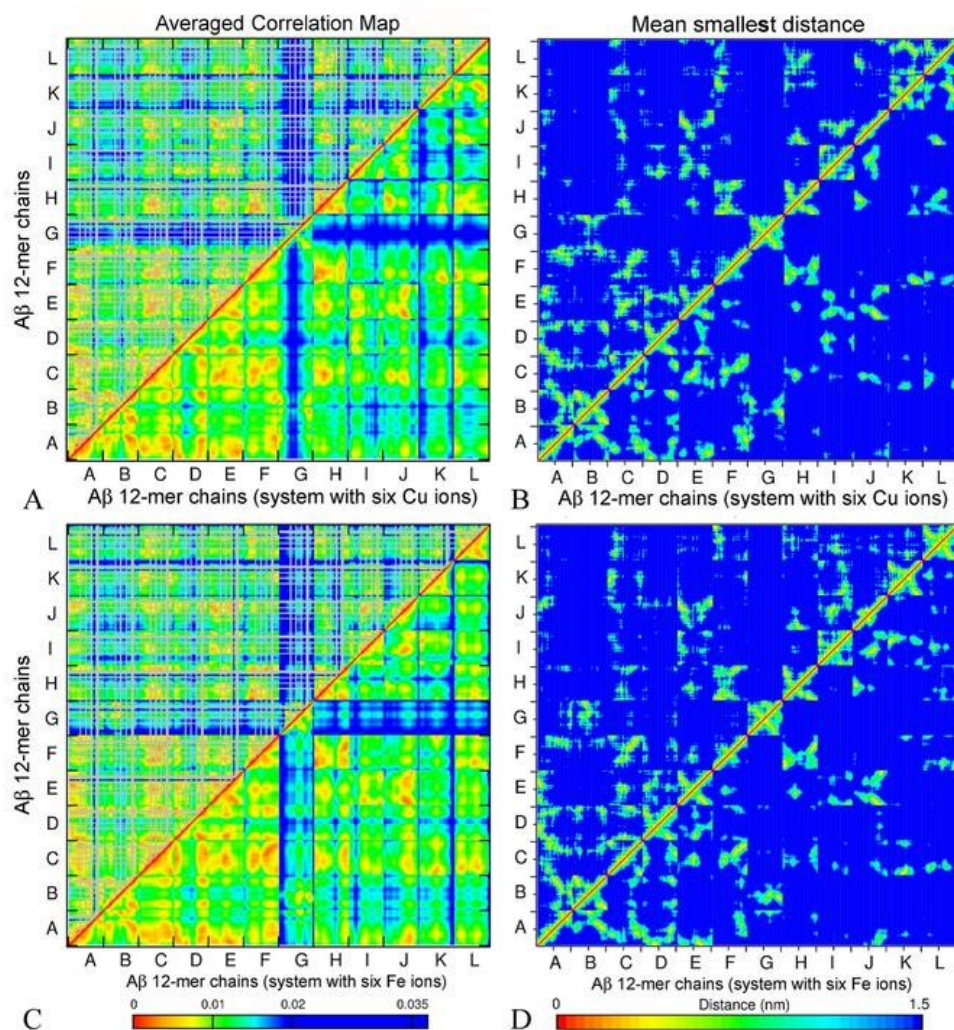 Averaged Correlation Map
Mean smallest distance
Aβ 12-mer chains
L
K
J
I
H
G
F
E
D
C
B
A
A B C D E F G H I J K L
Aβ 12-mer chains (system with six Cu ions)
A
L
K
J
I
H
G
F
E
D
C
B
A
A B C D E F G H I J K L
Aβ 12-mer chains (system with six Cu ions)
B
Aβ 12-mer chains
L
K
J
I
H
G
F
E
D
C
B
A
A B C D E F G H I J K L
Aβ 12-mer chains (system with six Fe ions)
C
0 0.01 0.02 0.035
L
K
J
I
H
G
F
E
D
C
B
A
A B C D E F G H I J K L
Aβ 12-mer chains (system with six Fe ions)
D
0 Distance (nm) 1.5